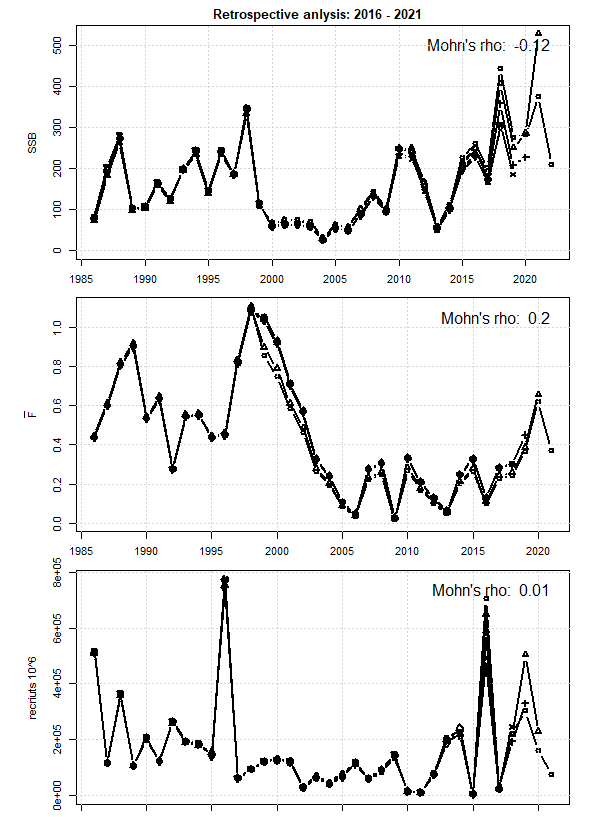 Retrospective anlysis: 2016 - 2021
Mohn's rho: -0.12
SSB
0 100 200 300 400 500
1985 1990 1995 2000 2005 2010 2015 2020
Mohn's rho: 0.2
F
0.0 0.2 0.4 0.6 0.8 1.0
1985 1990 1995 2000 2005 2010 2015 2020
Mohn's rho: 0.01
recriuts 10^6
0e+00 2e+05 4e+05 6e+05 8e+05